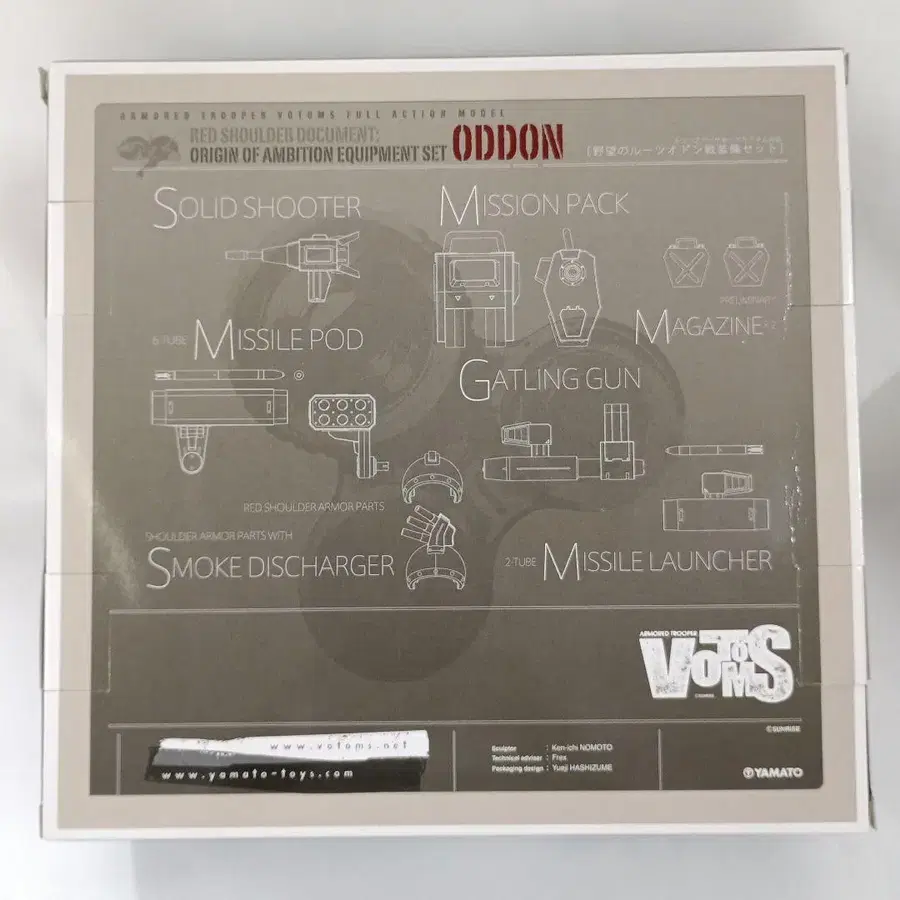 ARMORED TROOPER VOTOMS FULL ACTION MODEL
RED SHOULDER DOCUMENT:
ORIGIN OF AMBITION EQUIPMENT SET ODDON
[野望のルーツオドン戦装備セット]
SOLID SHOOTER
MISSION PACK
PRELIMINARY
MAGAZINE×2
6-TUBE MISSILE POD
GATLING GUN
RED SHOULDER ARMOR PARTS
SHOULDER ARMOR PARTS WITH
SMOKE DISCHARGER
2-TUBE MISSILE LAUNCHER
ARMORED TROOPER
VOTOMS
©SUNRISE
©SUNRISE
www.votoms.net
www.yamato-toys.com
Sculptor : Ken-ichi NOMOTO
Technical adviser : Frex
Packaging design : Yueji HASHIZUME
YAMATO